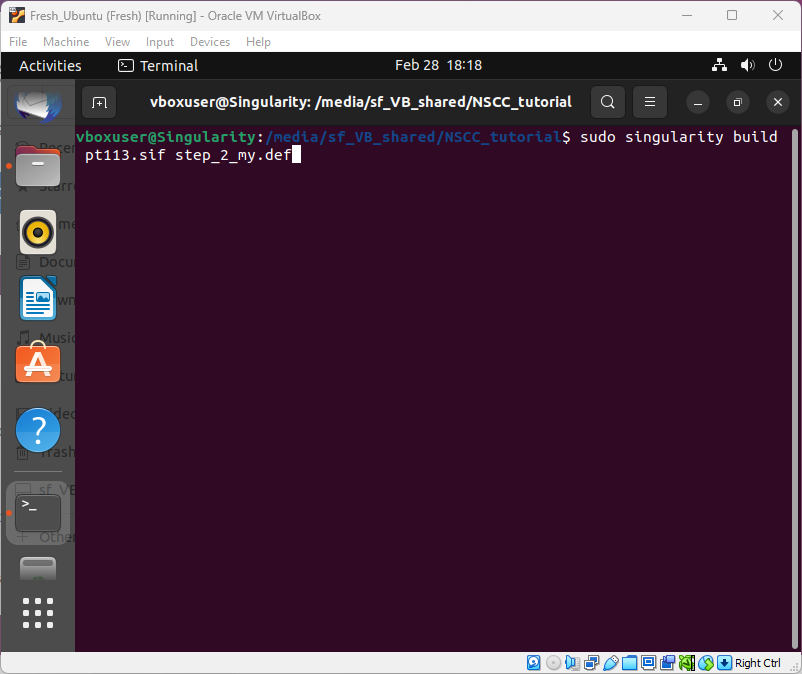 Fresh_Ubuntu (Fresh) [Running] - Oracle VM VirtualBox
File Machine View Input Devices Help
Activities Terminal Feb 28 18:18
vboxuser@Singularity: /media/sf_VB_shared/NSCC_tutorial
vboxuser@Singularity:/media/sf_VB_shared/NSCC_tutorial$ sudo singularity build
pt113.sif step_2_my.def
Right Ctrl